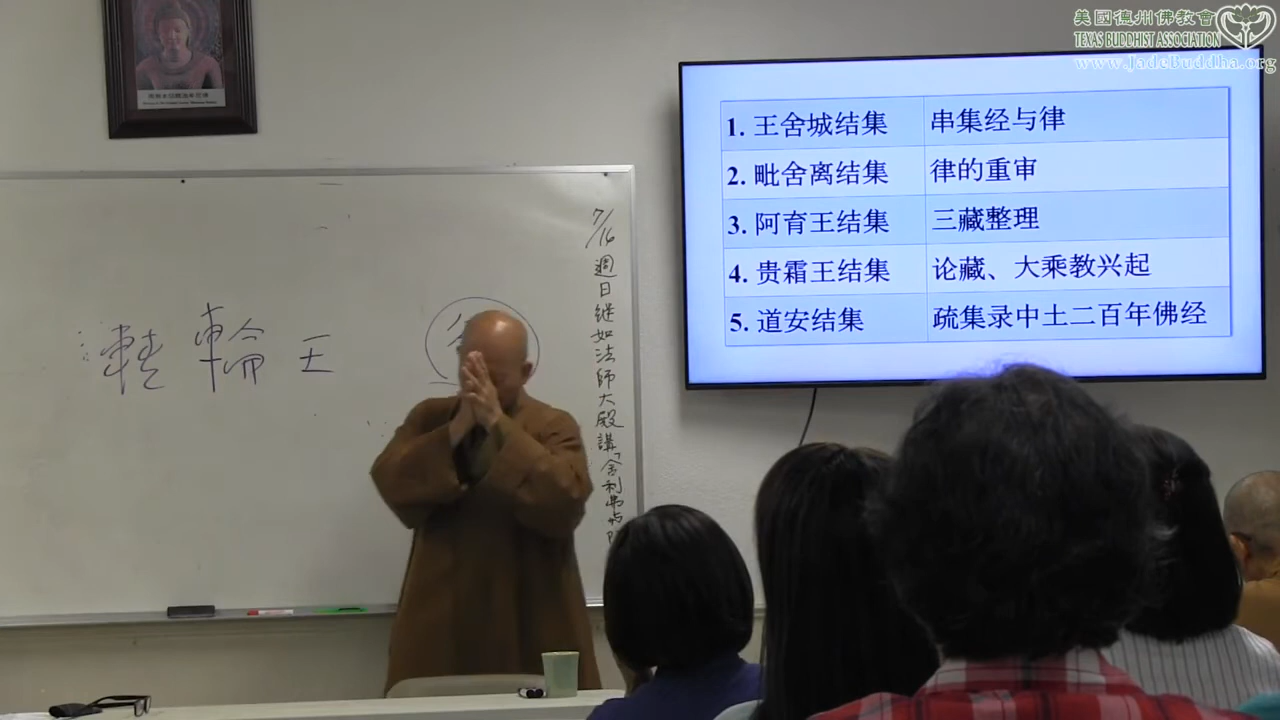 美國德州佛教會
TEXAS BUDDHIST ASSOCIATION
www.JadeBuddha.org
1. 王舍城结集 串集经与律
2. 毗舍离结集 律的重审
3. 阿育王结集 三藏整理
4. 贵霜王结集 论藏、大乘教兴起
5. 道安结集 疏集录中土二百年佛经
輪王
7/16 週日继如法師大殿講「舍利弗